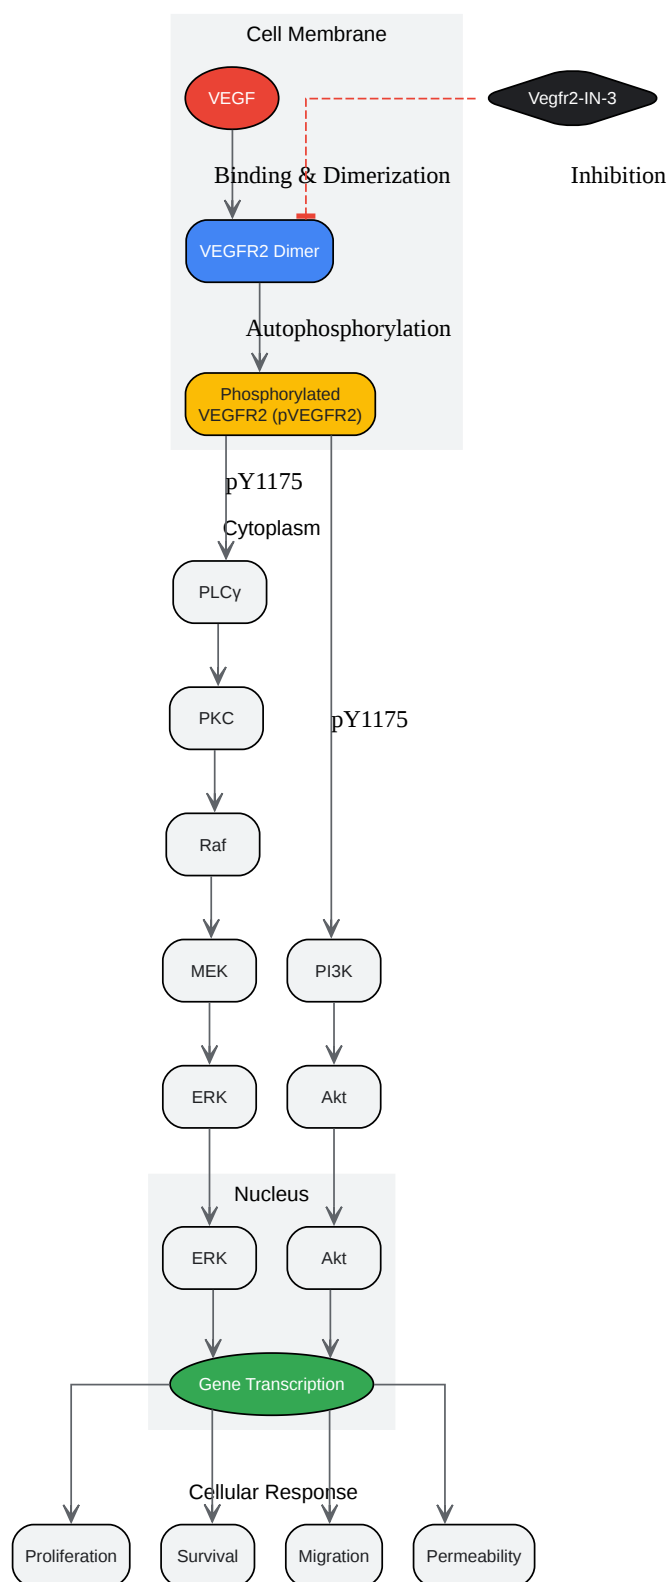 Cell Membrane
VEGF
Vegfr2-IN-3
Binding & Dimerization
Inhibition
VEGFR2 Dimer
Autophosphorylation
Phosphorylated
VEGFR2 (pVEGFR2)
pY1175
Cytoplasm
PLCγ
PKC
pY1175
Raf
MEK
PI3K
ERK
Akt
Nucleus
ERK
Akt
Gene Transcription
Cellular Response
Proliferation
Survival
Migration
Permeability